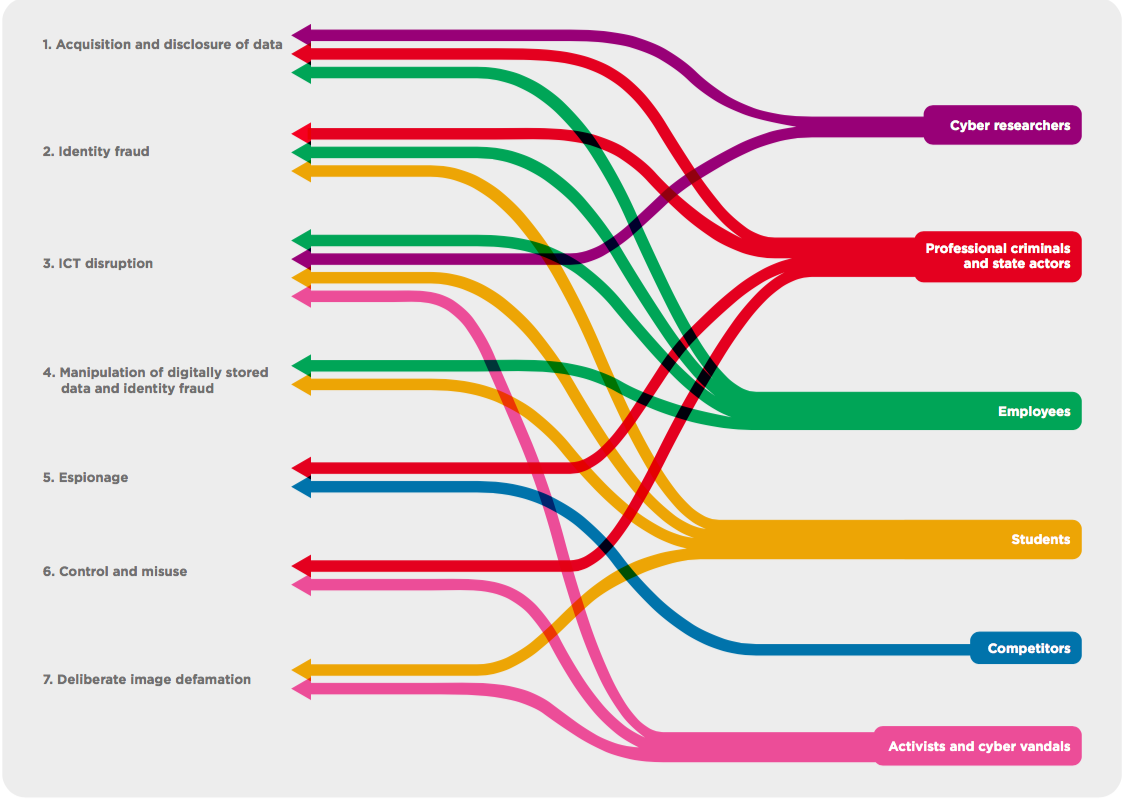 1. Acquisition and disclosure of data
2. Identity fraud
3. ICT disruption
4. Manipulation of digitally stored
data and identity fraud
5. Espionage
6. Control and misuse
7. Deliberate image defamation
Cyber researchers
Professional criminals
and state actors
Employees
Students
Competitors
Activists and cyber vandals